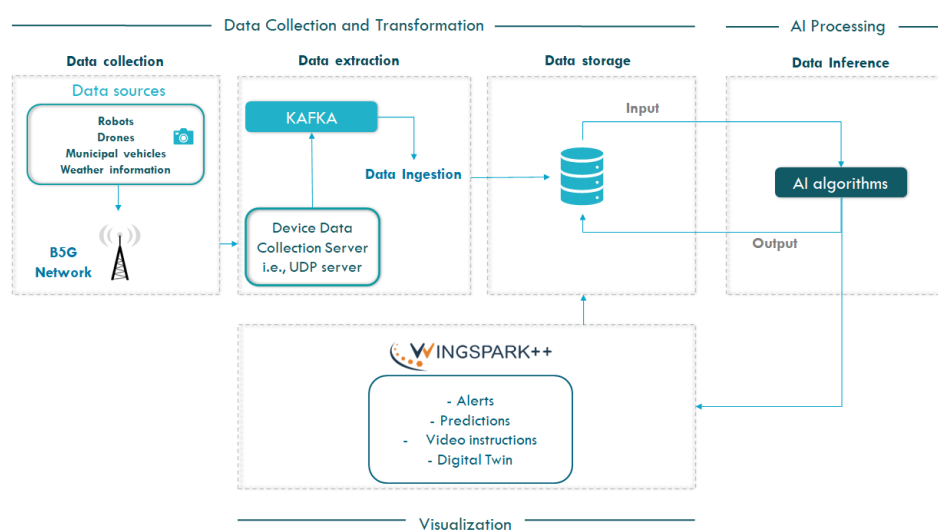 Data Collection and Transformation
AI Processing
Data collection
Data extraction
Data storage
Data Inference
Data sources
Robots
Drones
Municipal vehicles
Weather information
B5G
Network
KAFKA
Data Ingestion
Device Data
Collection Server
i.e., UDP server
Input
Output
AI algorithms
WINGSPARK++
- Alerts
- Predictions
- Video instructions
- Digital Twin
Visualization